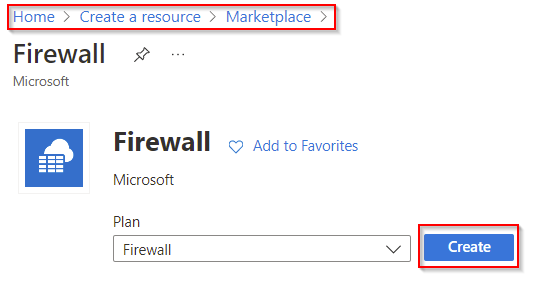 Home > Create a resource > Marketplace >
Firewall ...
Microsoft
Firewall Add to Favorites
Microsoft
Plan
Firewall Create